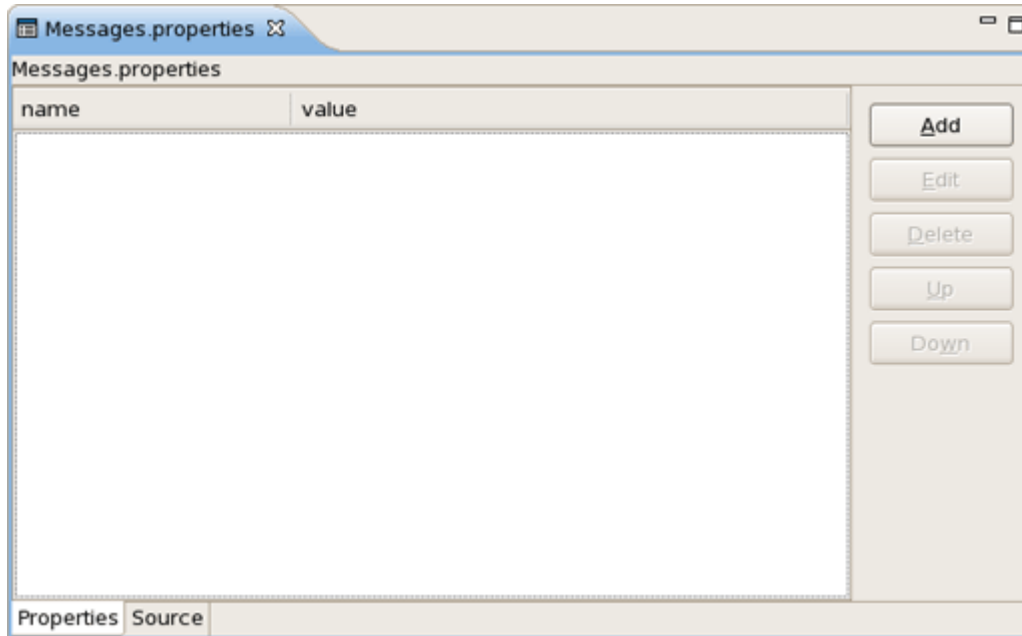 Messages.properties
Messages.properties
name value
Add
Edit
Delete
Up
Down
Properties Source